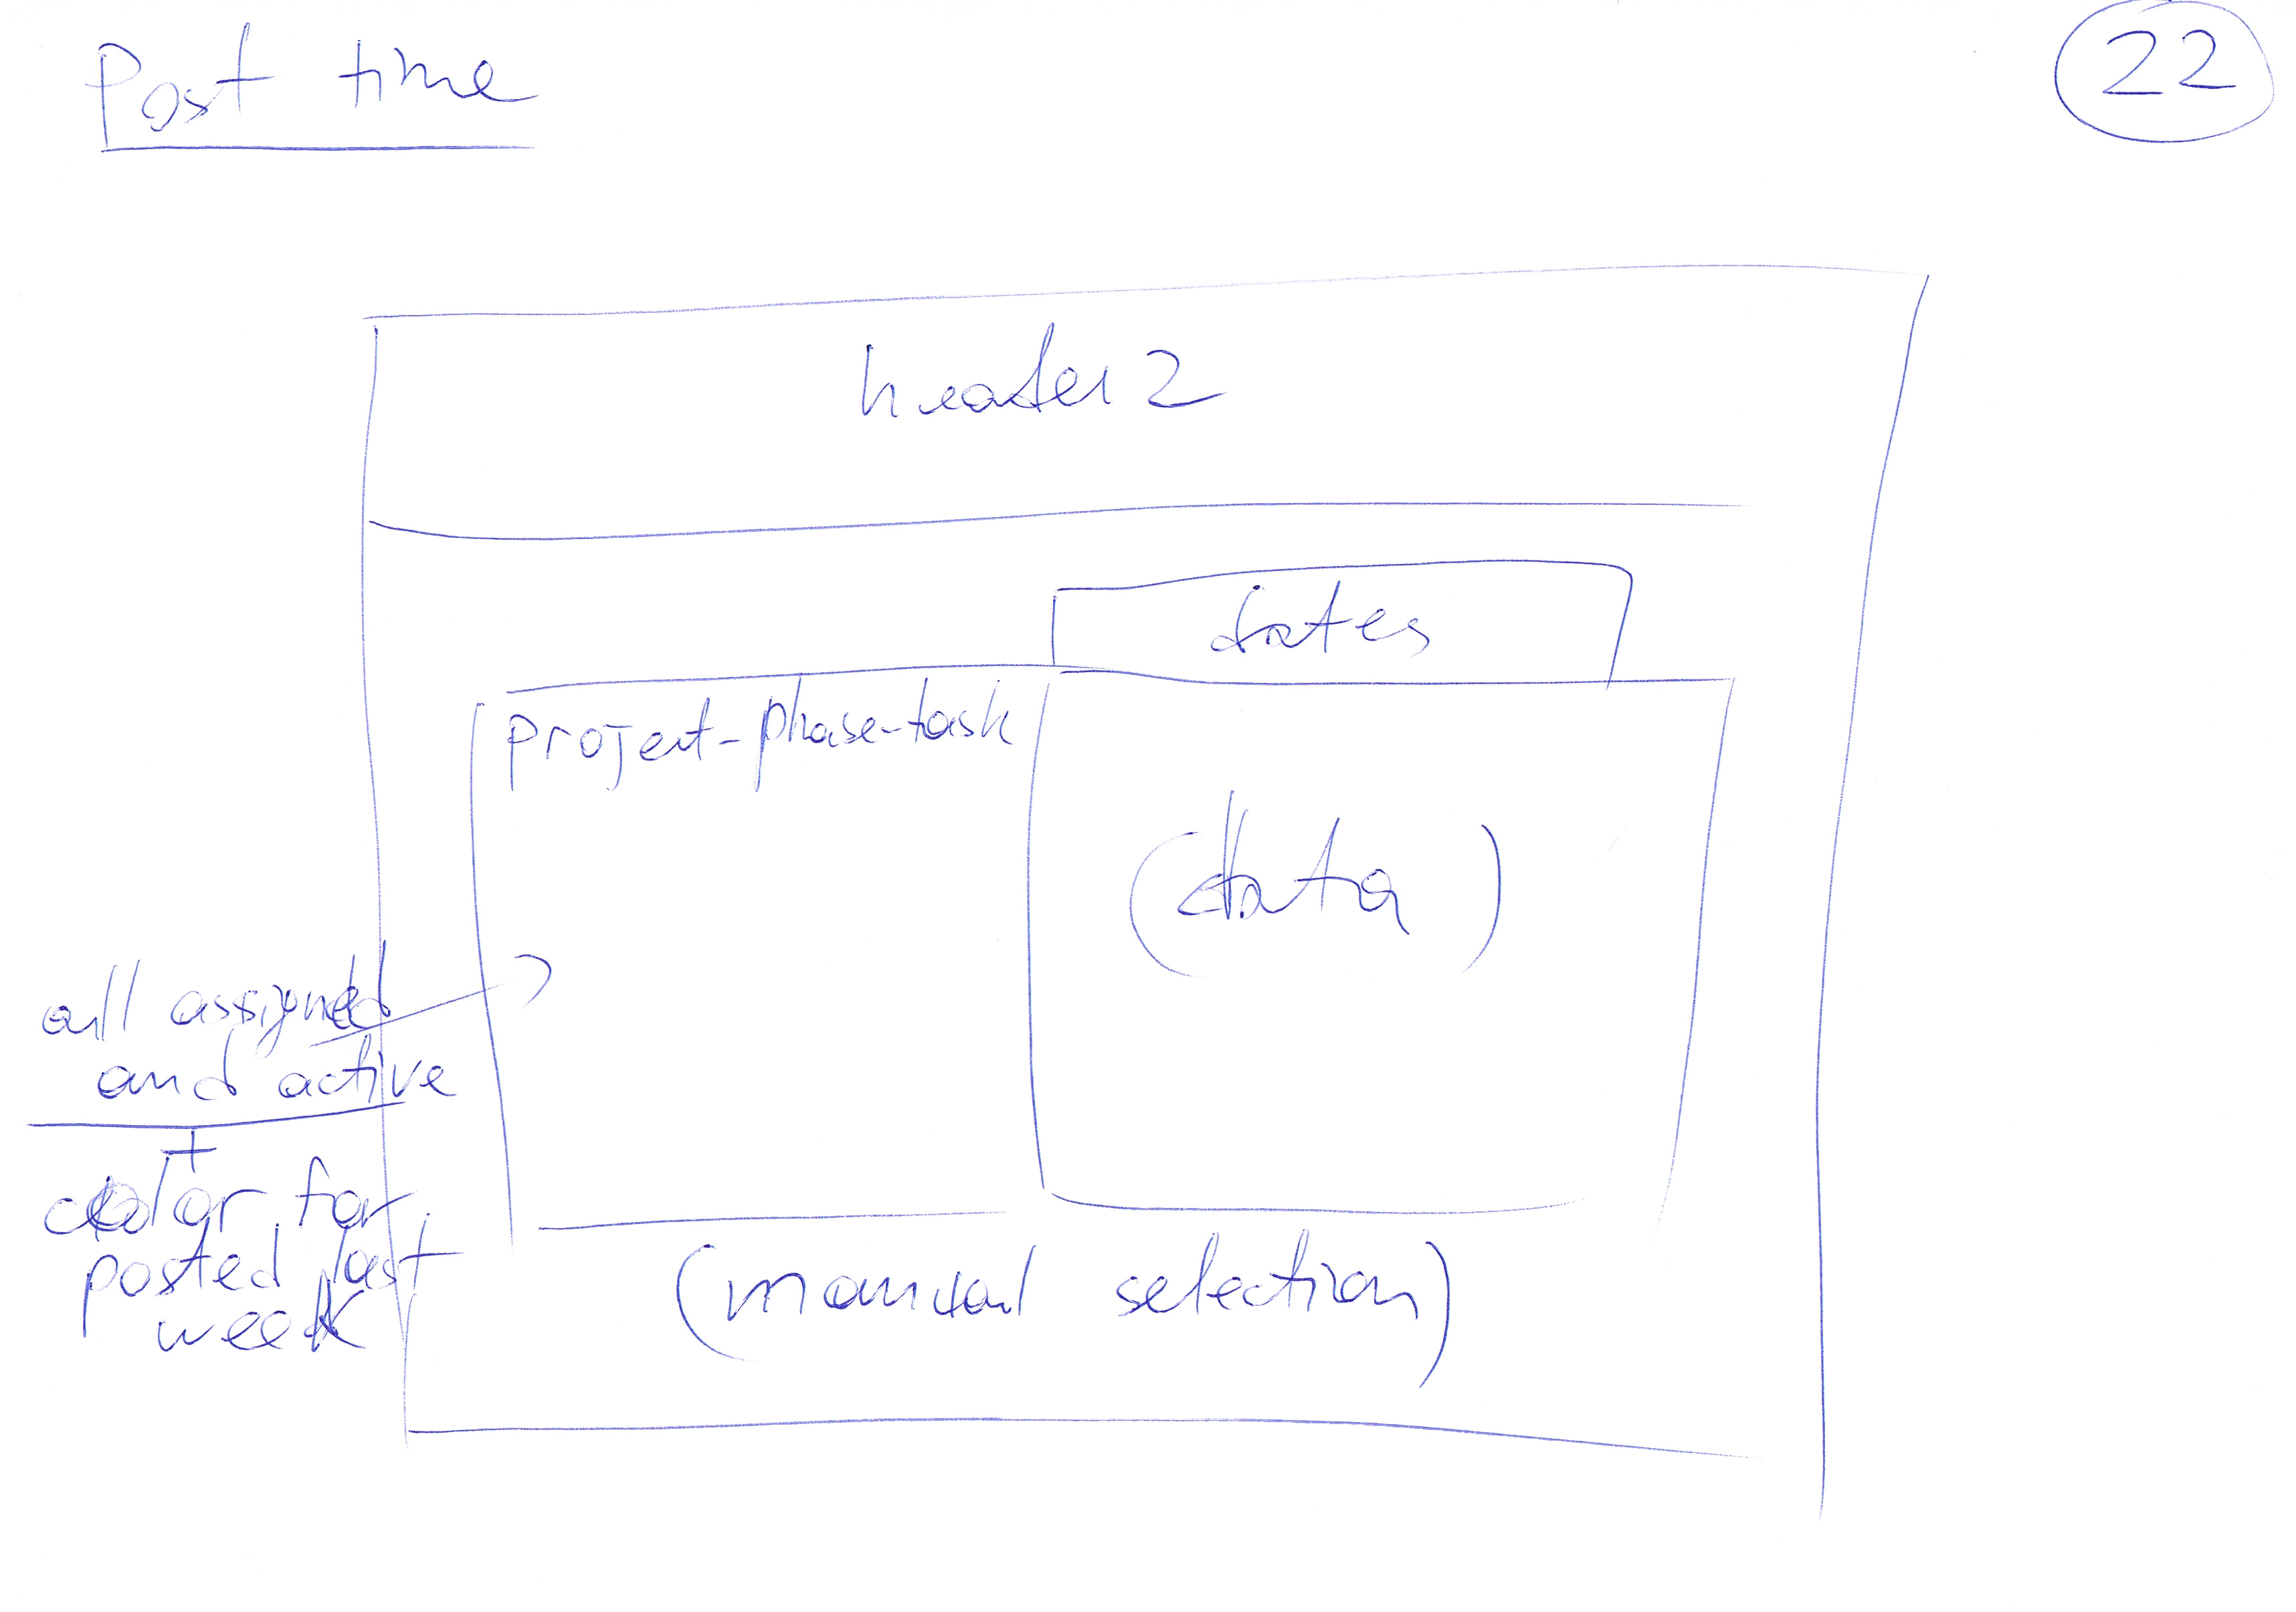 Post time
22
header 2
dates
project-phase-task
(data)
all assigned
and active
+
color for
posted last
week
(manual selection)